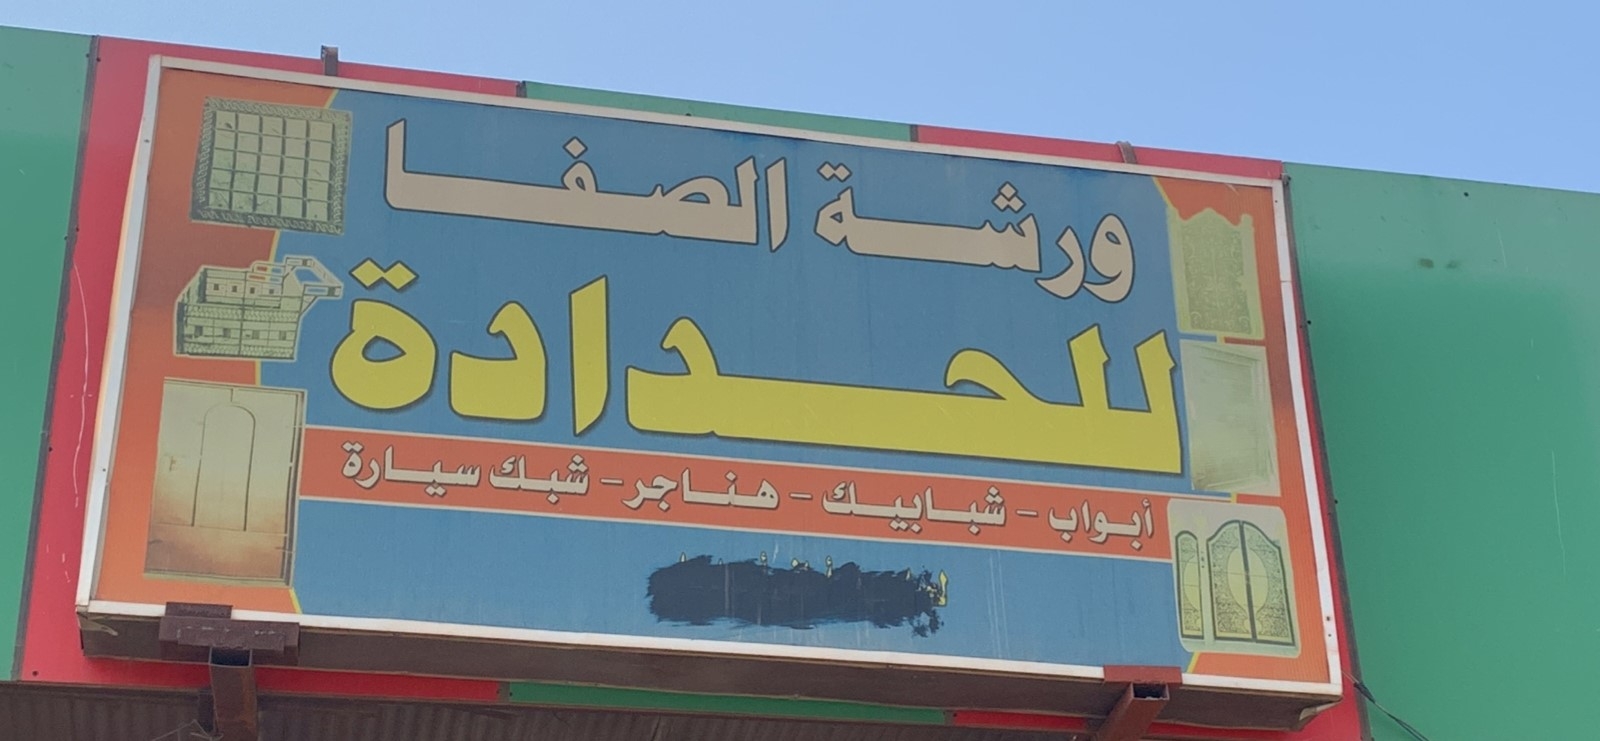 ورشة الصفا
للحدادة
أبواب - شبابيك - هناجر - شبك سيارة